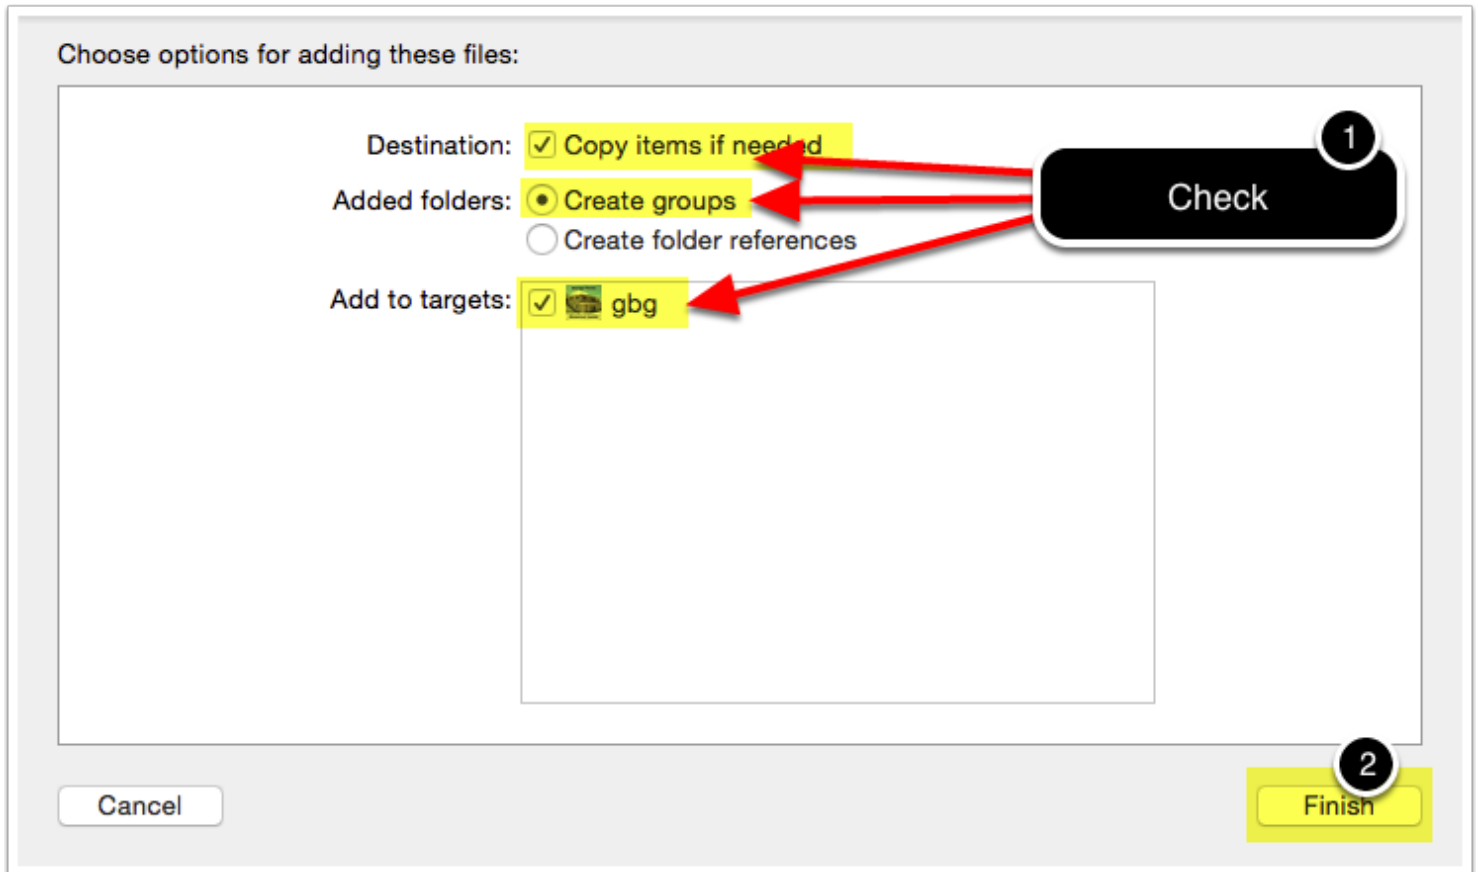 Choose options for adding these files:
1
Destination: Copy items if needed
Check
Added folders: Create groups
Create folder references
Add to targets: gbg
2
Cancel
Finish